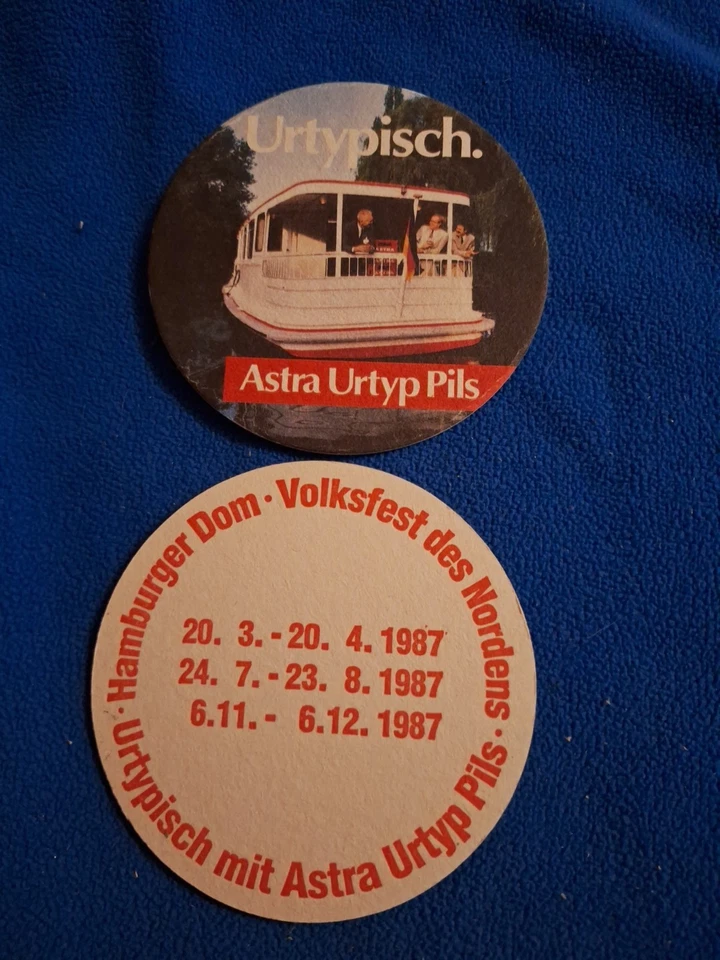 Urtypisch.
Astra Urtyp Pils
· Hamburger Dom · Volksfest des Nordens ·
20. 3. - 20. 4. 1987
24. 7. - 23. 8. 1987
6.11. - 6.12. 1987
Urtypisch mit Astra Urtyp Pils